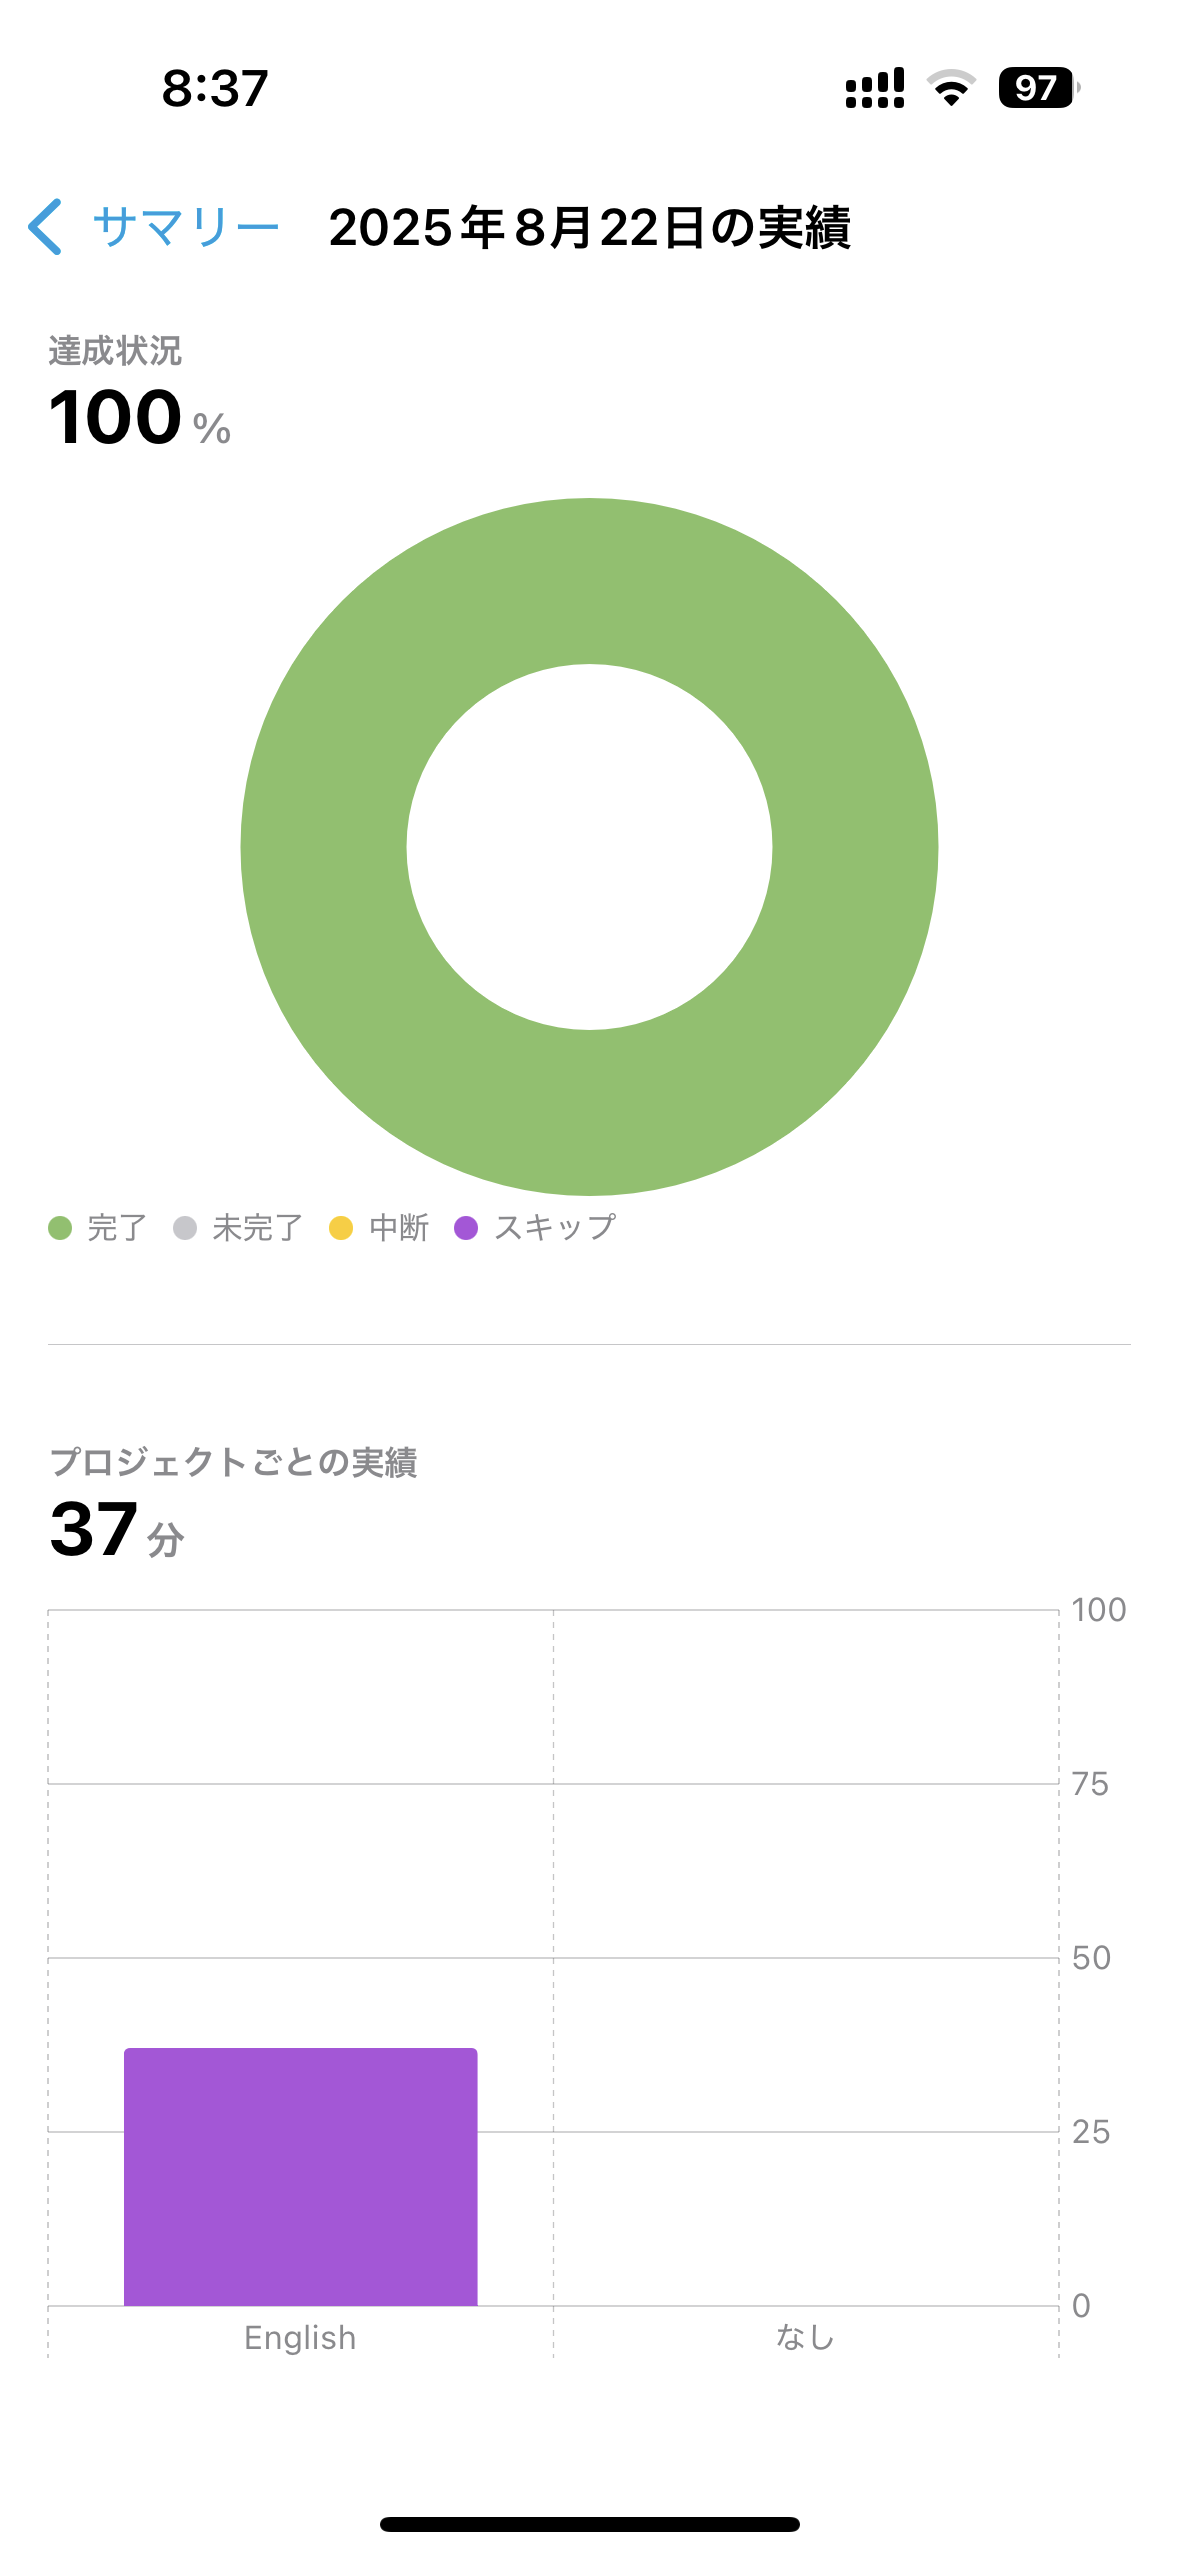 8:37
97
サマリー 2025年8月22日の実績
達成状況
100 %
完了 未完了 中断 スキップ
プロジェクトごとの実績
37 分
100
75
50
25
0
English なし